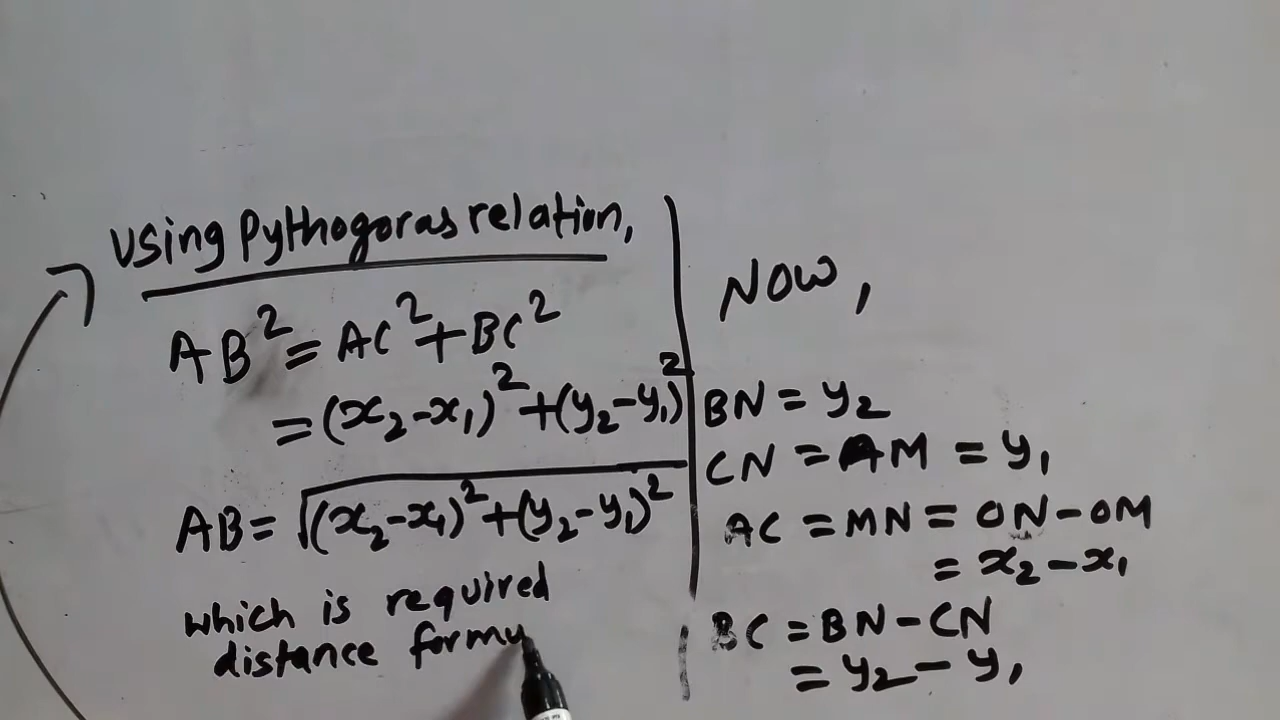 Using Pythogoras relation,
AB² = AC² + BC²
= (x₂-x₁)² + (y₂-y₁)²
AB = √(x₂-x₁)² + (y₂-y₁)²
which is required
distance formu
Now,
BN = y₂
CN = AM = y₁
AC = MN = ON - OM
= x₂ - x₁
BC = BN - CN
= y₂ - y₁